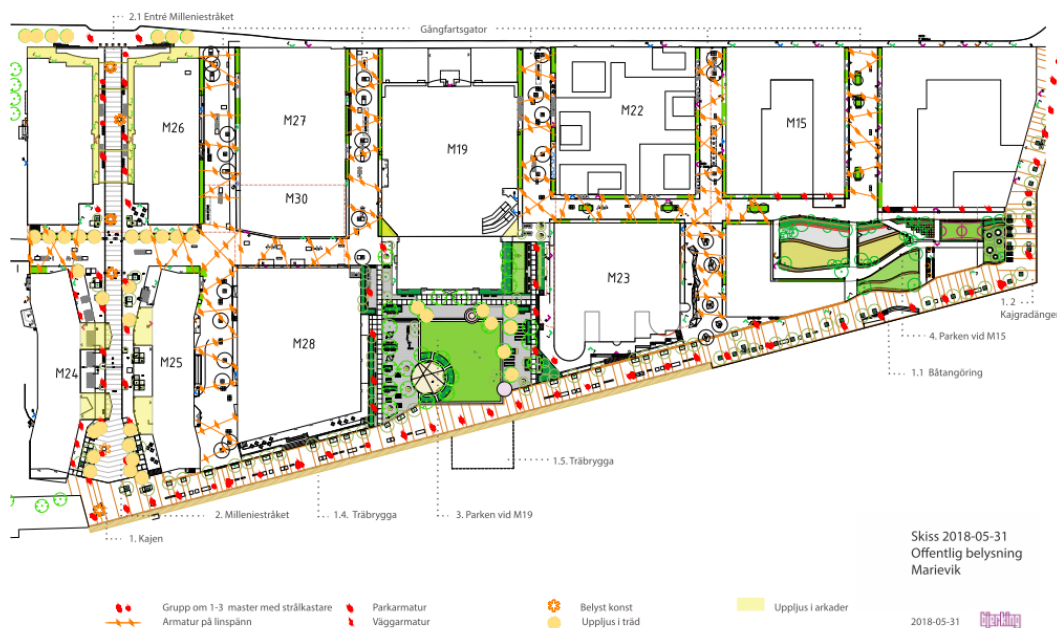 2.1 Entré Milleniestråket
Gångfartsgator
M26
M27
M30
M19
M22
M15
M23
M24
M25
M28
1. 2
Kajgradänger
4. Parken vid M15
1.1 Båtangöring
1.5. Träbrygga
2. Milleniestråket
1.4. Träbrygga
3. Parken vid M19
1. Kajen
Skiss 2018-05-31
Offentlig belysning
Marievik
Grupp om 1-3 master med strålkastare
Armatur på linspänn
Parkarmatur
Väggarmatur
Belyst konst
Uppljus i träd
Uppljus i arkader
2018-05-31
bjerking